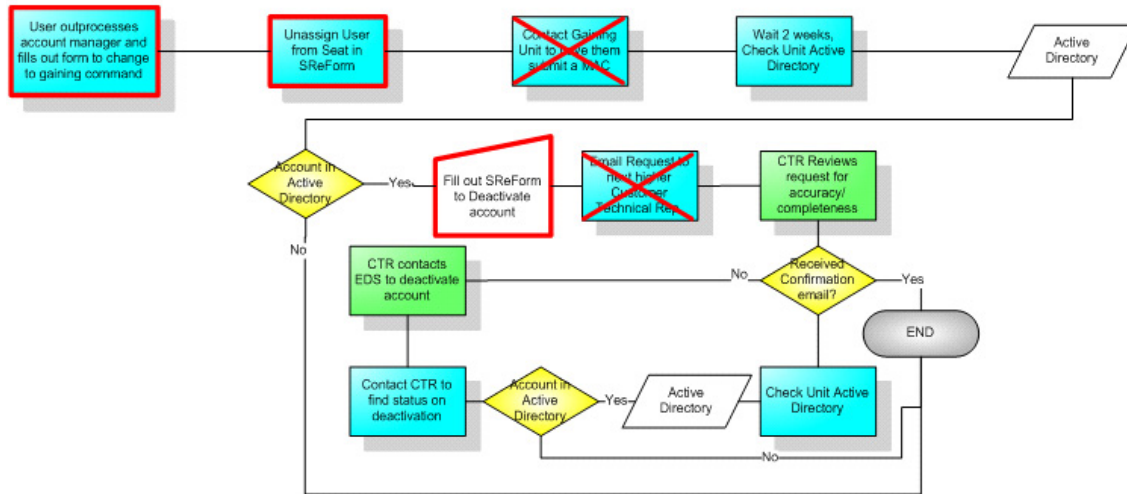 User outprocesses
account manager and
fills out form to change
to gaining command
Unassign User
from Seat in
SReForm
Contact Gaining
Unit to have them
submit a MAC
Wait 2 weeks,
Check Unit Active
Directory
Active
Directory
Account in
Active
Directory
Yes
Fill out SReForm
to Deactivate
account
Email Request to
next higher
Customer
Technical Rep
CTR Reviews
request for
accuracy/
completeness
No
CTR contacts
EDS to deactivate
account
No
Received
Confirmation
email?
Yes
END
Contact CTR to
find status on
deactivation
Account in
Active
Directory
Yes
Active
Directory
Check Unit Active
Directory
No